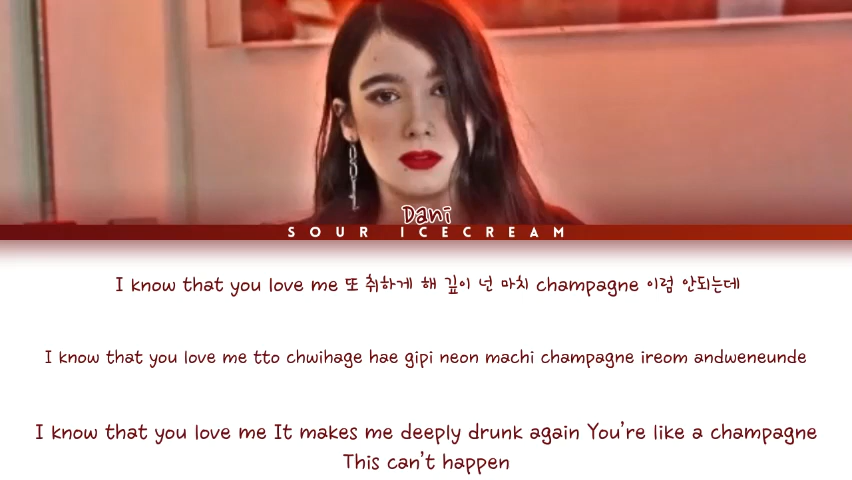 Dani
SOUR ICECREAM
I know that you love me 또 취하게 해 깊이 넌 마치 champagne 이럼 안되는데
I know that you love me tto chwihage hae gipi neon machi champagne ireom andweneunde
I know that you love me It makes me deeply drunk again You're like a champagne
This can't happen